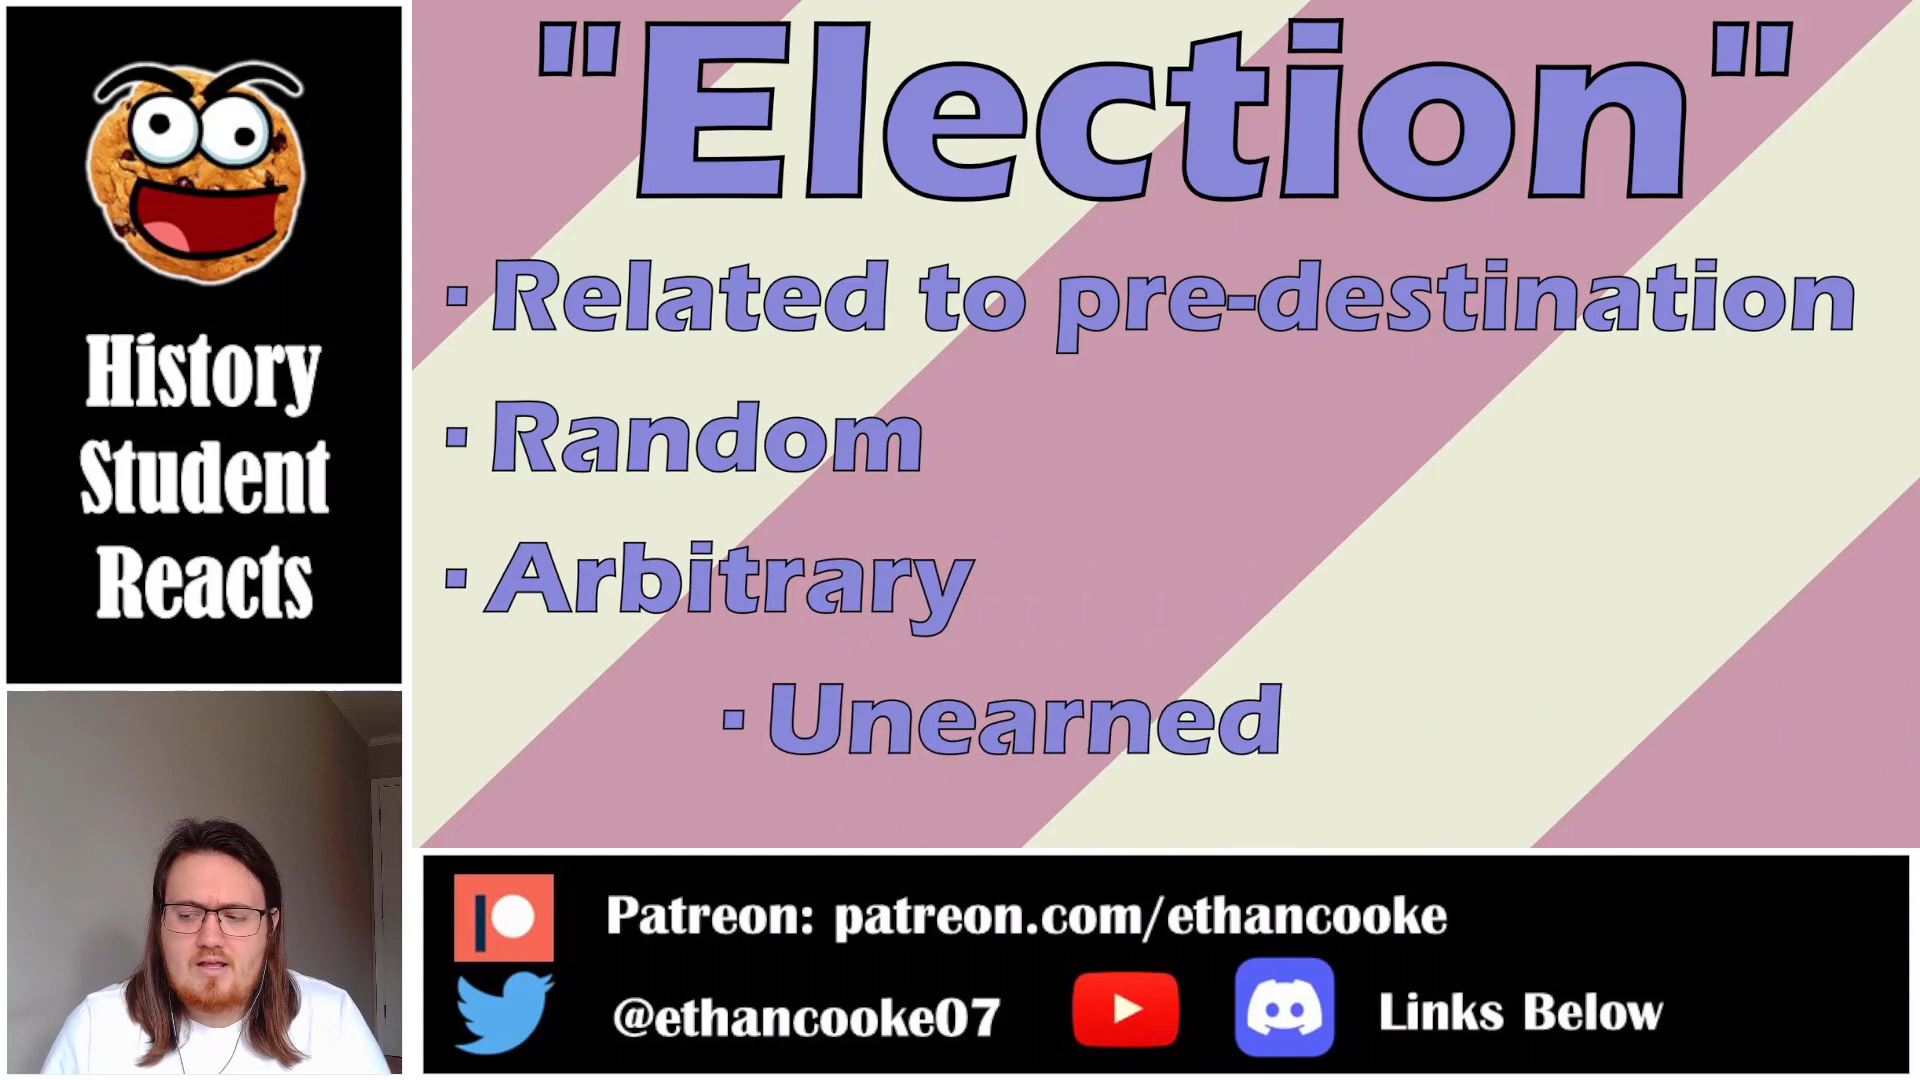 History
Student
Reacts
"Election"
· Related to pre-destination
· Random
· Arbitrary
· Unearned
Patreon: patreon.com/ethancooke
@ethancooke07
Links Below